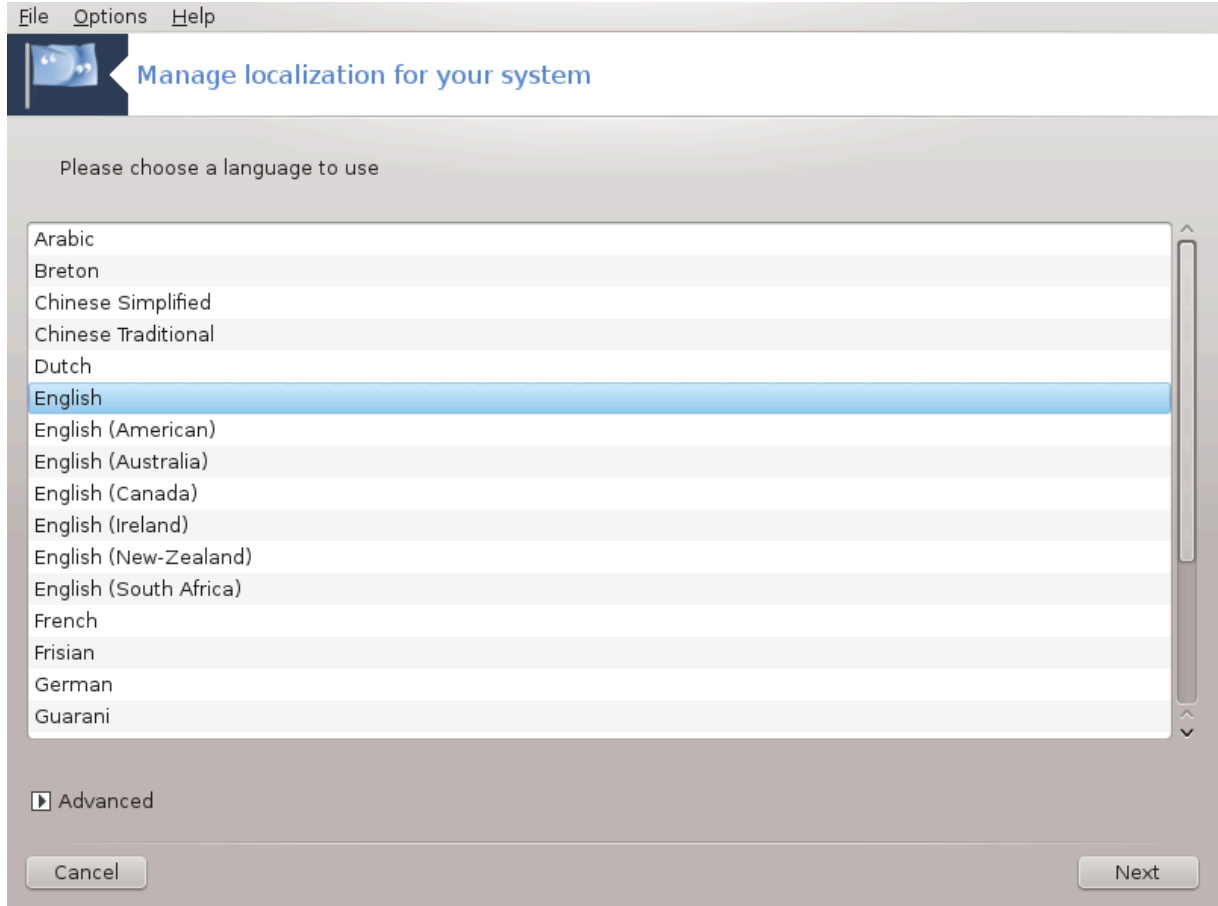 File Options Help
Manage localization for your system
Please choose a language to use
Arabic
Breton
Chinese Simplified
Chinese Traditional
Dutch
English
English (American)
English (Australia)
English (Canada)
English (Ireland)
English (New-Zealand)
English (South Africa)
French
Frisian
German
Guarani
Advanced
Cancel Next